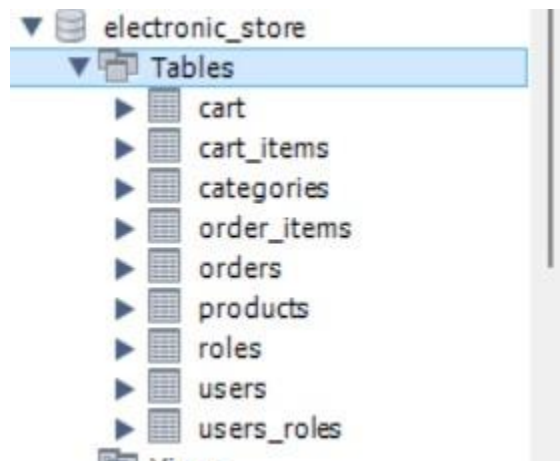 electronic_store
Tables
cart
cart_items
categories
order_items
orders
products
roles
users
users_roles